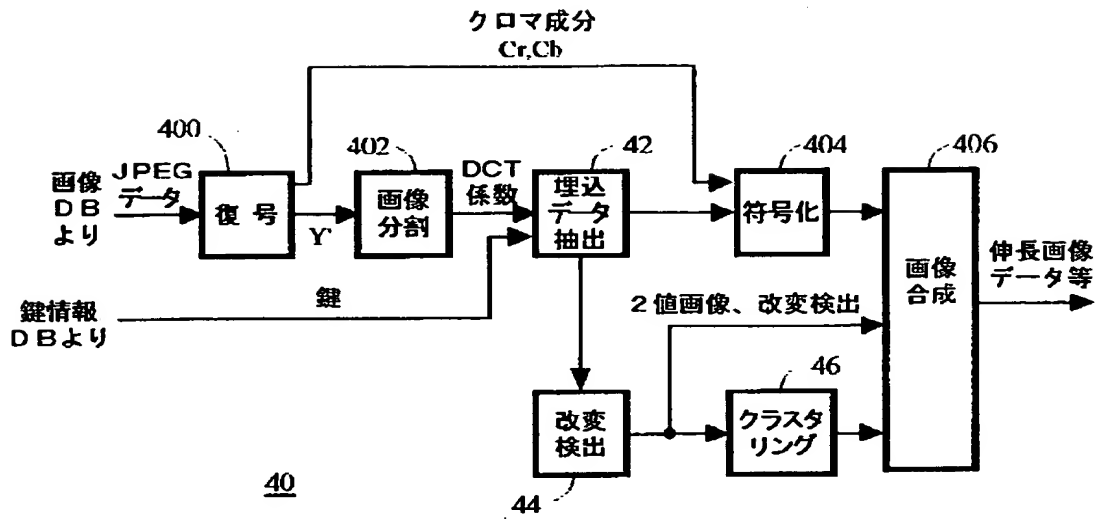 クロマ成分
Cr,Cb
400
402
42
404
406
画像
DB
より
JPEG
データ
復号
Y'
画像
分割
DCT
係数
埋込
データ
抽出
符号化
画像
合成
伸長画像
データ等
鍵情報
DBより
鍵
2値画像、改変検出
改変
検出
44
46
クラスタ
リング
40